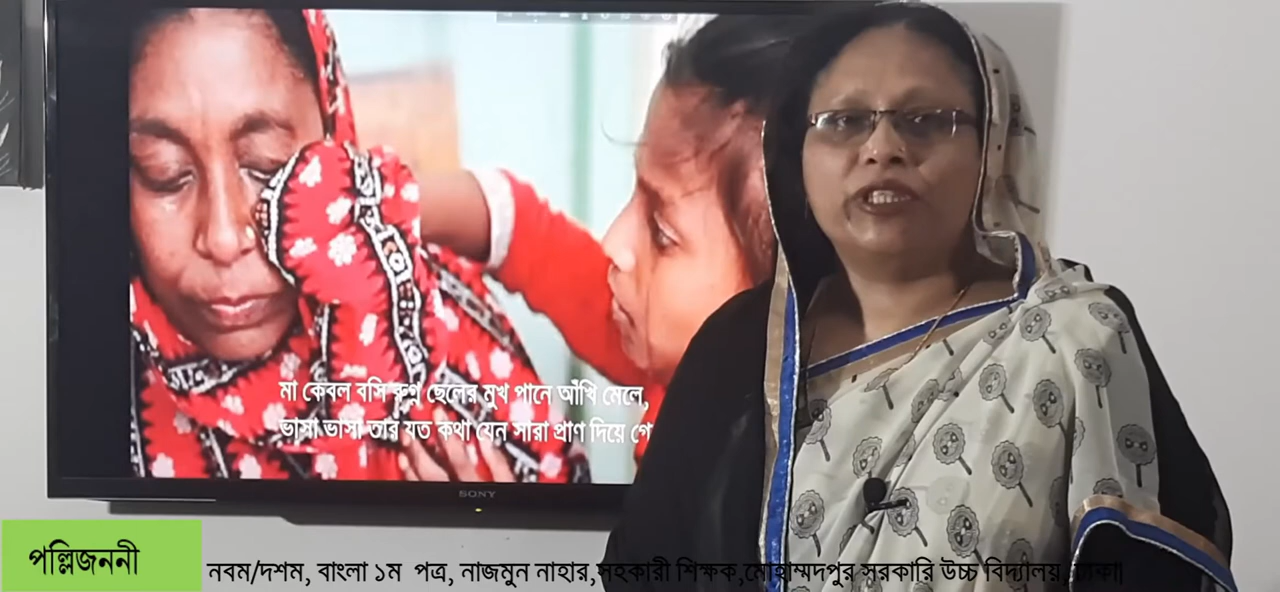 মা কেবল বসি রুগ্ন ছেলের মুখ পানে আঁখি মেলে,
ভাসা ভাসা তার যত কথা যেন সারা প্রাণ দিয়ে গে
SONY
পল্লিজননী
নবম/দশম, বাংলা ১ম পত্র, নাজমুন নাহার,সহকারী শিক্ষক,মোহাম্মদপুর সরকারি উচ্চ বিদ্যালয়, ঢাকা।